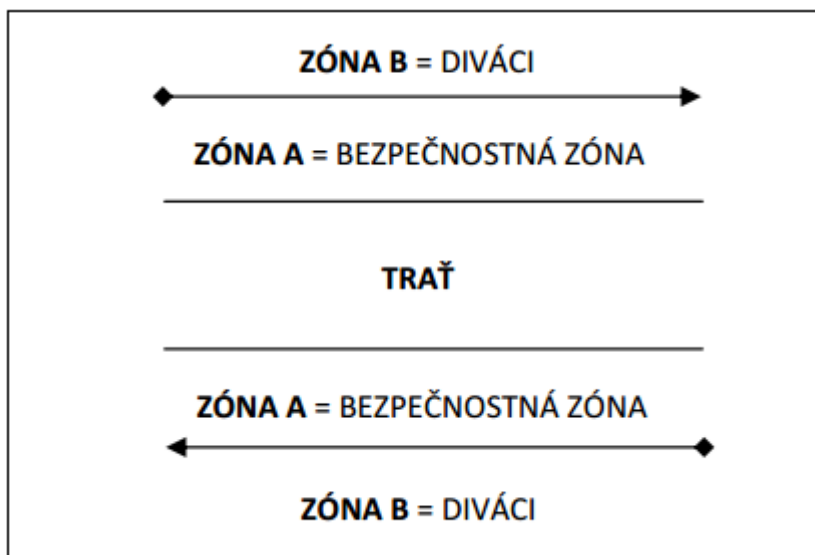 ZÓNA B = DIVÁCI
ZÓNA A = BEZPEČNOSTNÁ ZÓNA
TRAŤ
ZÓNA A = BEZPEČNOSTNÁ ZÓNA
ZÓNA B = DIVÁCI